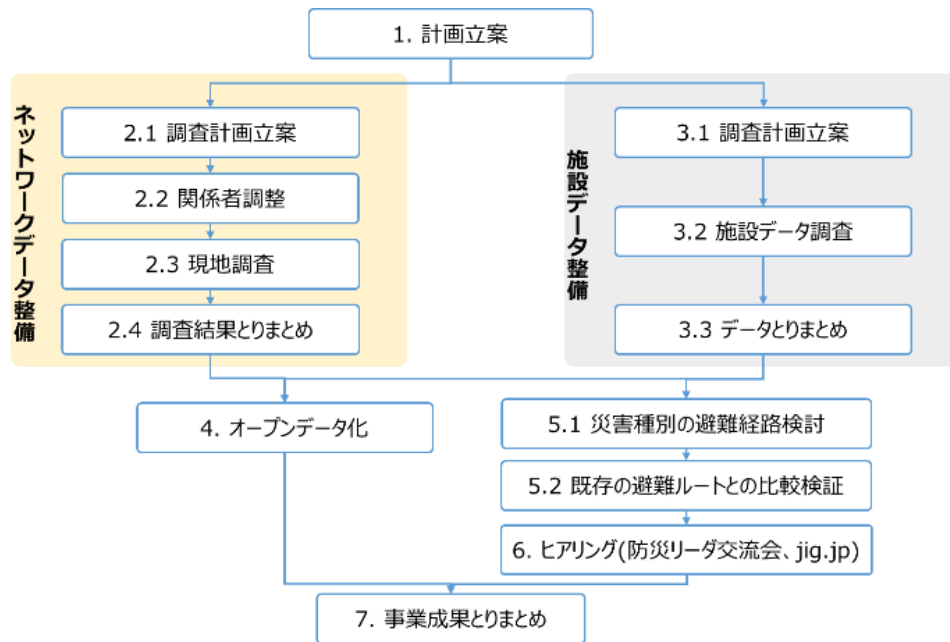 1. 計画立案
ネットワークデータ整備
2.1 調査計画立案
2.2 関係者調整
2.3 現地調査
2.4 調査結果とりまとめ
施設データ整備
3.1 調査計画立案
3.2 施設データ調査
3.3 データとりまとめ
4. オープンデータ化
5.1 災害種別の避難経路検討
5.2 既存の避難ルートとの比較検証
6. ヒアリング(防災リーダ交流会、jig.jp)
7. 事業成果とりまとめ